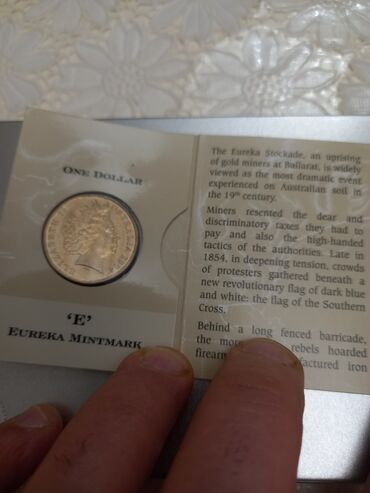 ONE DOLLAR
'E'
EUREKA MINTMARK
The Eureka Stockade, an uprising
of gold miners at Ballarat, is widely
viewed as the most dramatic event
experienced on Australian soil in
the 19th century.
Miners resented the dear and
discriminatory taxes they had to
pay and also the high-handed
tactics of the authorities. Late in
1854, in deepening tension, crowds
of protesters gathered beneath a
new revolutionary flag of dark blue
and white: the flag of the Southern
Cross.
Behind a long fenced barricade,
the more rebels hoarded
iron